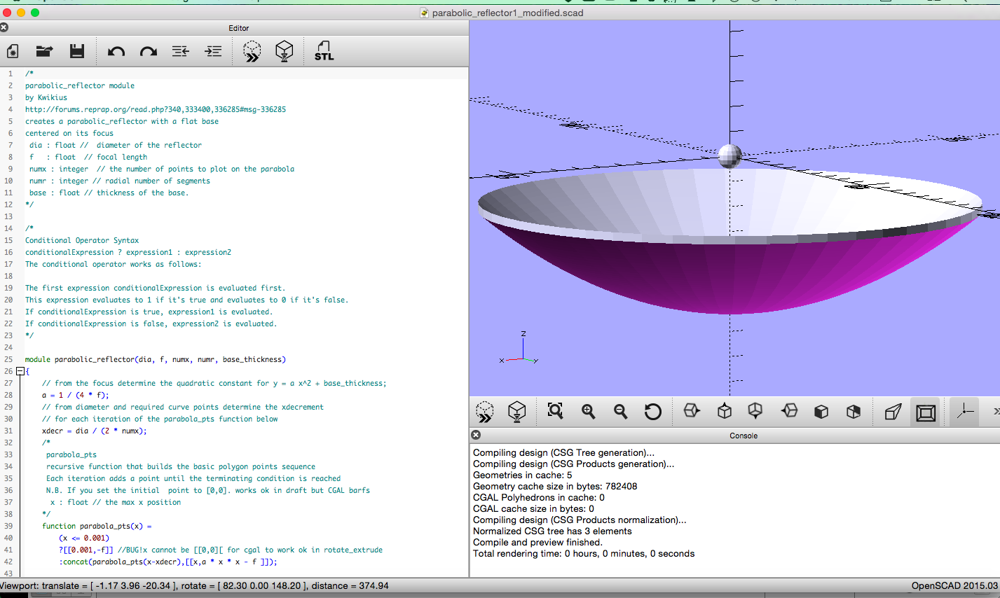 parabolic_reflector1_modified.scad
Editor
STL
1 /*
2 parabolic_reflector module
3 by Kwikius
4 http://forums.reprap.org/read.php?340,333400,336285#msg-336285
5 creates a parabolic_reflector with a flat base
6 centered on its focus
7 dia : float //  diameter of the reflector
8 f   : float  // focal length
9 numx : integer  // the number of points to plot on the parabola
10 numr : integer // radial number of segments
11 base : float // thickness of the base.
12 */
13
14 /*
15 Conditional Operator Syntax
16 conditionalExpression ? expression1 : expression2
17 The conditional operator works as follows:
18
19 The first expression conditionalExpression is evaluated first.
20 This expression evaluates to 1 if it's true and evaluates to 0 if it's false.
21 If conditionalExpression is true, expression1 is evaluated.
22 If conditionalExpression is false, expression2 is evaluated.
23 */
24
25 module parabolic_reflector(dia, f, numx, numr, base_thickness)
26 {
27 // from the focus determine the quadratic constant for y = a x^2 + base_thickness;
28 a = 1 / (4 * f);
29 // from diameter and required curve points determine the xdecrement
30 // for each iteration of the parabola_pts function below
31 xdecr = dia / (2 * numx);
32 /*
33 parabola_pts
34 recursive function that builds the basic polygon points sequence
35 Each iteration adds a point until the terminating condition is reached
36 N.B. If you set the initial  point to [0,0]. works ok in draft but CGAL barfs
37 x : float // the max x position
38 */
39 function parabola_pts(x) =
40 (x <= 0.001)
41 ?[[0.001,-f]] //BUG!x cannot be [[0,0][ for cgal to work ok in rotate_extrude
42 :concat(parabola_pts(x-xdecr),[[x,a * x * x - f ]]);
43
Z
X
Y
Console
Compiling design (CSG Tree generation)...
Compiling design (CSG Products generation)...
Geometries in cache: 5
Geometry cache size in bytes: 782408
CGAL Polyhedrons in cache: 0
CGAL cache size in bytes: 0
Compiling design (CSG Products normalization)...
Normalized CSG tree has 3 elements
Compile and preview finished.
Total rendering time: 0 hours, 0 minutes, 0 seconds
Viewport: translate = [ -1.17 3.96 -20.34 ], rotate = [ 82.30 0.00 148.20 ], distance = 374.94
OpenSCAD 2015.03